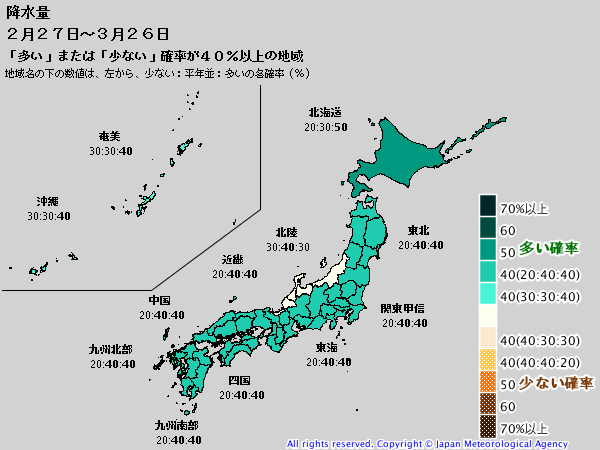 降水量
２月２７日～３月２６日
「多い」または「少ない」確率が４０％以上の地域
地域名の下の数値は、左から、少ない：平年並：多いの各確率（％）
北海道
20:30:50
奄美
30:30:40
沖縄
30:30:40
東北
20:40:40
北陸
30:40:30
近畿
20:40:40
中国
20:40:40
関東甲信
20:40:40
九州北部
20:40:40
東海
20:40:40
四国
20:40:40
九州南部
20:40:40
70%以上
60
50 多い確率
40(20:40:40)
40(30:30:40)
40(40:30:30)
40(40:40:20)
50 少ない確率
60
70%以上
All rights reserved. Copyright © Japan Meteorological Agency